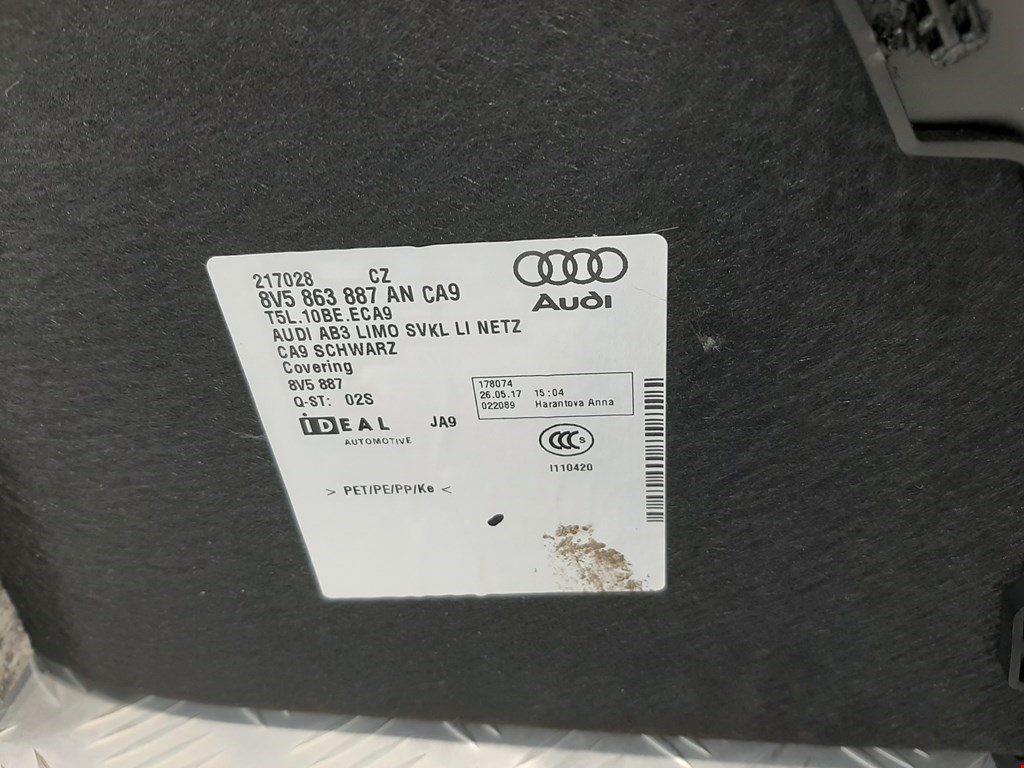 217028 CZ
8V5 863 887 AN CA9
T5L.10BE.ECA9
AUDI AB3 LIMO SVKL LI NETZ
CA9 SCHWARZ
Covering
8V5 887
Q-ST: 02S
Audi
178074
26.05.17 15:04
022089 Harantova Anna
IDEAL JA9
AUTOMOTIVE
CCC S
I110420
> PET/PE/PP/Ke <